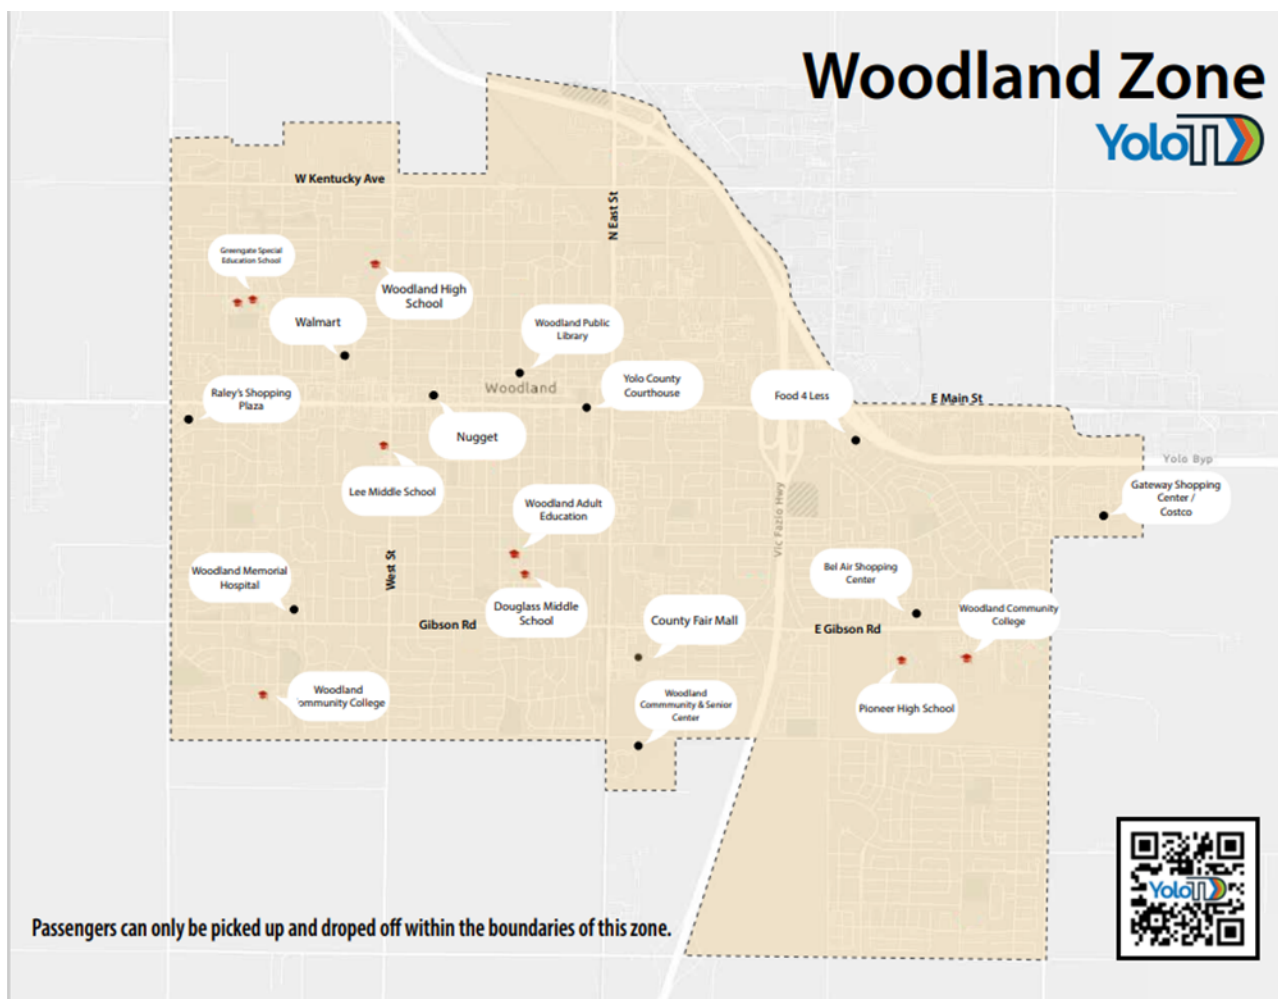 Woodland Zone
YoloTD
W Kentucky Ave
N East St
Greengate Special
Education School
Woodland High
School
Walmart
Woodland Public
Library
Woodland
Yolo County
Courthouse
Raley's Shopping
Plaza
Food 4 Less
E Main St
Nugget
Yolo Byp
Lee Middle School
Gateway Shopping
Center /
Costco
Woodland Adult
Education
Vic Fazio Hwy
West St
Woodland Memorial
Hospital
Bel Air Shopping
Center
Douglass Middle
School
Woodland Community
College
Gibson Rd
County Fair Mall
E Gibson Rd
Woodland
ommunity College
Woodland
Commmunity & Senior
Center
Pioneer High School
YoloTD
Passengers can only be picked up and droped off within the boundaries of this zone.